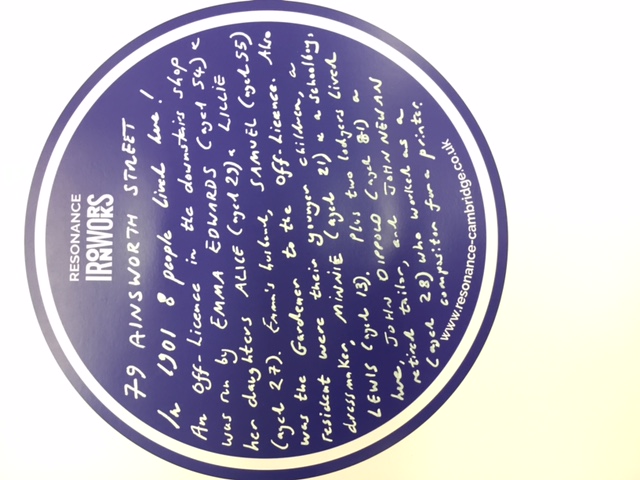 RESONANCE
IRONWORKS
79 AINSWORTH STREET
In 1901 8 people lived here!
An off-Licence in the downstairs shop
was run by EMMA EDWARDS (aged 54) &
her daughters ALICE (aged 29) & LILLIE
(aged 27). Emma's husband, SAMUEL (aged 55)
was the Gardener to the off-Licence. Also
resident were their younger children, a
dressmaker, MINNIE (aged 21) & a schoolboy,
LEWIS (aged 13). Plus two lodgers lived
here, JOHN DIPPOLD (aged 81) a
retired tailor, and JOHN NEWANS
(aged 28) who worked as a
compositor for a printer.
www.resonance-cambridge.co.uk